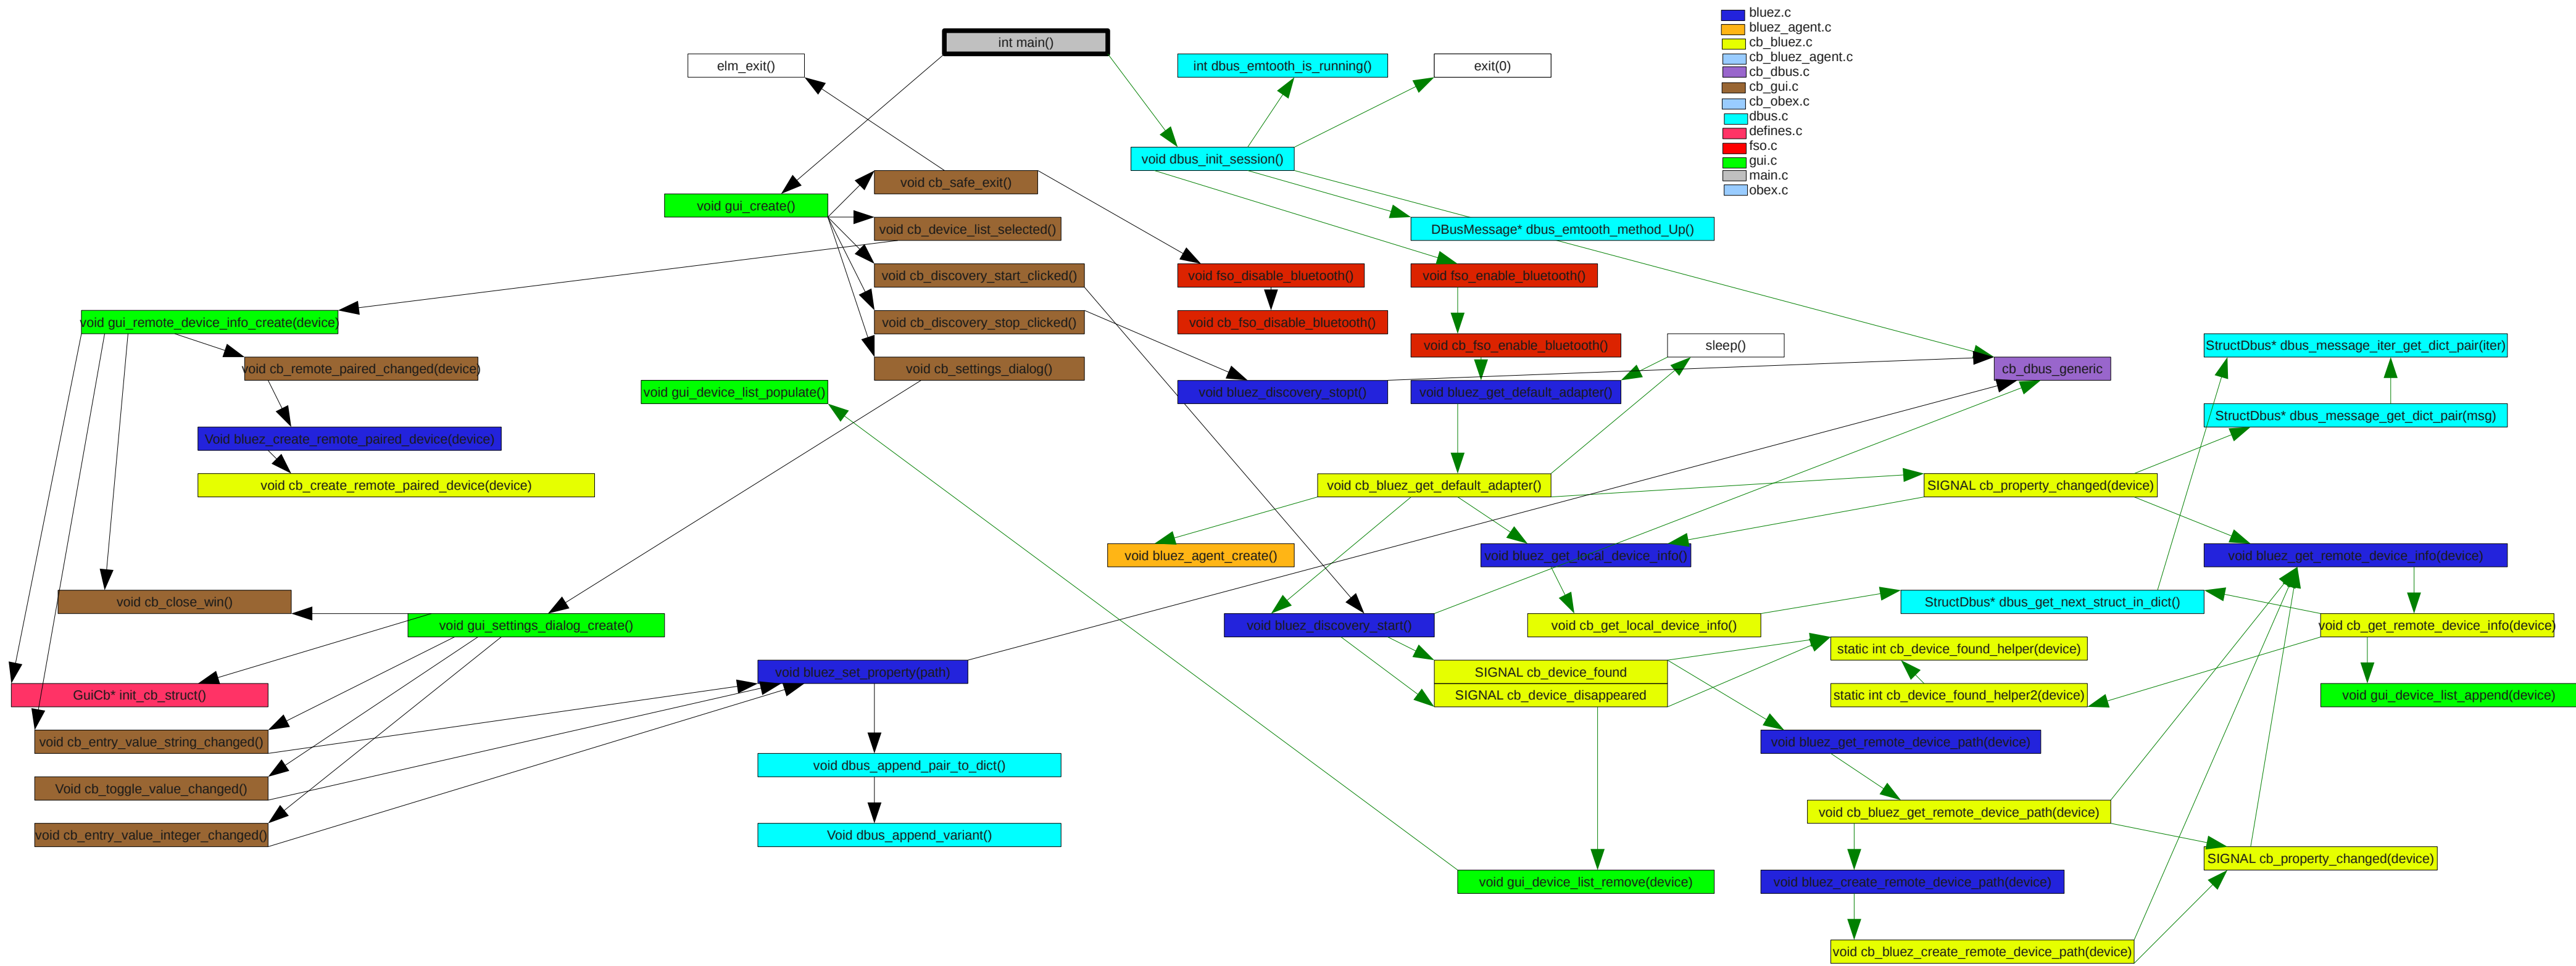 bluez.c
bluez_agent.c
cb_bluez.c
cb_bluez_agent.c
cb_dbus.c
cb_gui.c
cb_obex.c
dbus.c
defines.c
fso.c
gui.c
main.c
obex.c
int main()
elm_exit()
int dbus_emtooth_is_running()
exit(0)
void dbus_init_session()
void cb_safe_exit()
void gui_create()
void cb_device_list_selected()
DBusMessage* dbus_emtooth_method_Up()
void cb_discovery_start_clicked()
void fso_disable_bluetooth()
void fso_enable_bluetooth()
void gui_remote_device_info_create(device)
void cb_discovery_stop_clicked()
void cb_fso_disable_bluetooth()
void cb_fso_enable_bluetooth()
sleep()
StructDbus* dbus_message_iter_get_dict_pair(iter)
void cb_remote_paired_changed(device)
void cb_settings_dialog()
cb_dbus_generic
void gui_device_list_populate()
void bluez_discovery_stopt()
void bluez_get_default_adapter()
StructDbus* dbus_message_get_dict_pair(msg)
Void bluez_create_remote_paired_device(device)
void cb_create_remote_paired_device(device)
void cb_bluez_get_default_adapter()
SIGNAL cb_property_changed(device)
void bluez_agent_create()
void bluez_get_local_device_info()
void bluez_get_remote_device_info(device)
void cb_close_win()
StructDbus* dbus_get_next_struct_in_dict()
void gui_settings_dialog_create()
void bluez_discovery_start()
void cb_get_local_device_info()
void cb_get_remote_device_info(device)
static int cb_device_found_helper(device)
void bluez_set_property(path)
SIGNAL cb_device_found
GuiCb* init_cb_struct()
SIGNAL cb_device_disappeared
static int cb_device_found_helper2(device)
void gui_device_list_append(device)
void cb_entry_value_string_changed()
void bluez_get_remote_device_path(device)
void dbus_append_pair_to_dict()
Void cb_toggle_value_changed()
void cb_bluez_get_remote_device_path(device)
void cb_entry_value_integer_changed()
Void dbus_append_variant()
SIGNAL cb_property_changed(device)
void gui_device_list_remove(device)
void bluez_create_remote_device_path(device)
void cb_bluez_create_remote_device_path(device)